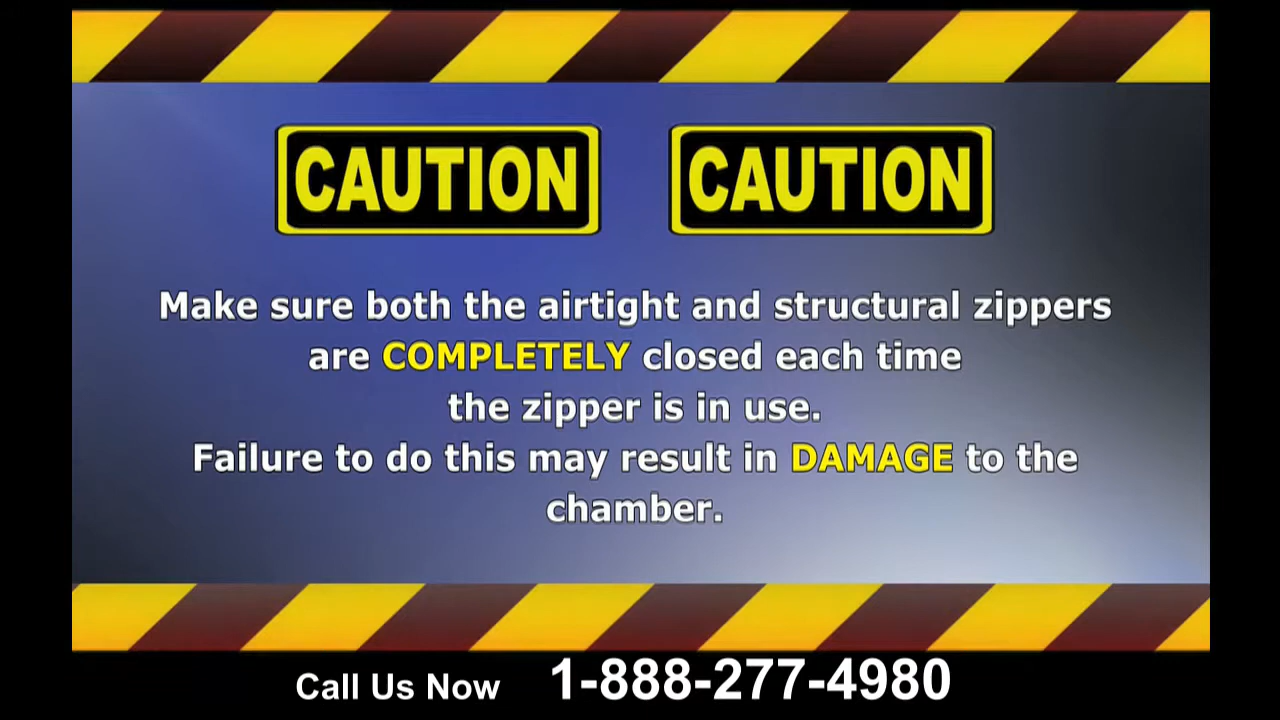 CAUTION CAUTION
Make sure both the airtight and structural zippers
are COMPLETELY closed each time
the zipper is in use.
Failure to do this may result in DAMAGE to the
chamber.
Call Us Now 1-888-277-4980